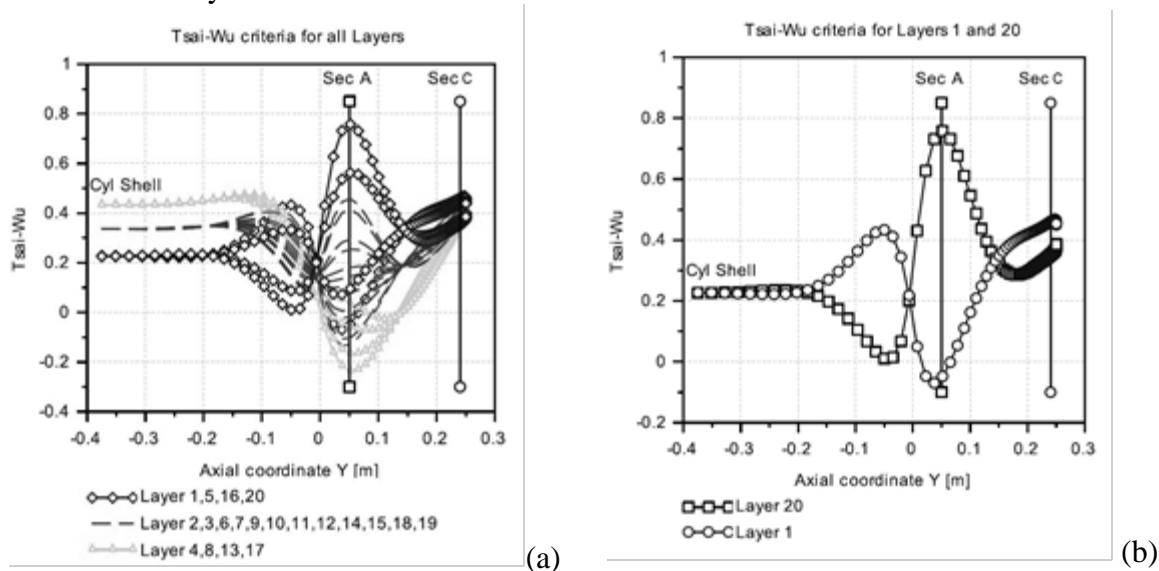 Tsai-Wu criteria for all Layers
1
Sec A
Sec C
0.8
0.6
Cyl Shell
0.4
Tsai-Wu
0.2
0
-0.2
-0.4
-0.4
-0.3
-0.2
-0.1
0
0.1
0.2
0.3
Axial coordinate Y [m]
Layer 1,5,16,20
Layer 2,3,6,7,9,10,11,12,14,15,18,19
Layer 4,8,13,17
(a)
Tsai-Wu criteria for Layers 1 and 20
1
Sec A
Sec C
0.8
0.6
0.4
Tsai-Wu
Cyl Shell
0.2
0
-0.2
-0.4
-0.3
-0.2
-0.1
0
0.1
0.2
0.3
Axial coordinate Y [m]
Layer 20
Layer 1
(b)